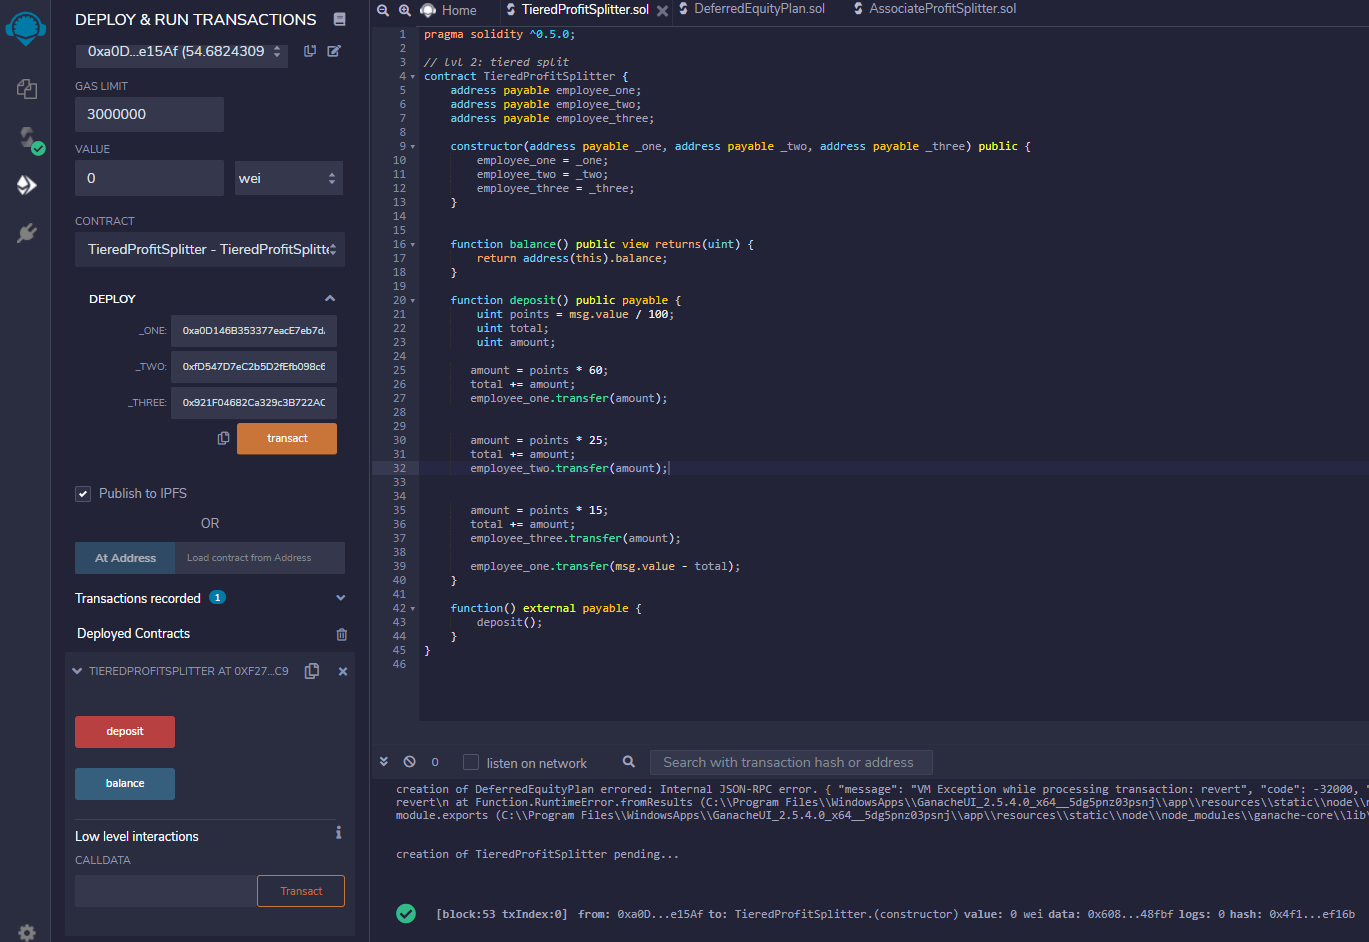 DEPLOY & RUN TRANSACTIONS
0xa0D...e15Af (54.6824309
GAS LIMIT
3000000
VALUE
0
wei
CONTRACT
TieredProfitSplitter - TieredProfitSplitte
DEPLOY
_ONE:
0xa0D146B353377eacE7eb7d
_TWO:
0xfD547D7eC2b5D2fEfb098c6
_THREE:
0x921F04682Ca329c3B722AC
transact
Publish to IPFS
OR
At Address
Load contract from Address
Transactions recorded 1
Deployed Contracts
TIEREDPROFITSPLITTER AT 0XF27...C9
deposit
balance
Low level interactions
CALLDATA
Transact
Home
TieredProfitSplitter.sol
DeferredEquityPlan.sol
AssociateProfitSplitter.sol
1 pragma solidity ^0.5.0;
2
3 // lvl 2: tiered split
4 contract TieredProfitSplitter {
5 address payable employee_one;
6 address payable employee_two;
7 address payable employee_three;
8
9 constructor(address payable _one, address payable _two, address payable _three) public {
10 employee_one = _one;
11 employee_two = _two;
12 employee_three = _three;
13 }
14
15
16 function balance() public view returns(uint) {
17 return address(this).balance;
18 }
19
20 function deposit() public payable {
21 uint points = msg.value / 100;
22 uint total;
23 uint amount;
24
25 amount = points * 60;
26 total += amount;
27 employee_one.transfer(amount);
28
29
30 amount = points * 25;
31 total += amount;
32 employee_two.transfer(amount);
33
34
35 amount = points * 15;
36 total += amount;
37 employee_three.transfer(amount);
38
39 employee_one.transfer(msg.value - total);
40 }
41
42 function() external payable {
43 deposit();
44 }
45 }
46
0
listen on network
Search with transaction hash or address
creation of DeferredEquityPlan errored: Internal JSON-RPC error. { "message": "VM Exception while processing transaction: revert", "code": -32000, "
revert\n at Function.RuntimeError.fromResults (C:\\Program Files\\WindowsApps\\GanacheUI_2.5.4.0_x64__5dg5pnz03psnj\\app\\resources\\static\\node\\
module.exports (C:\\Program Files\\WindowsApps\\GanacheUI_2.5.4.0_x64__5dg5pnz03psnj\\app\\resources\\static\\node\\node_modules\\ganache-core\\lib\
creation of TieredProfitSplitter pending...
[block:53 txIndex:0] from: 0xa0D...e15Af to: TieredProfitSplitter.(constructor) value: 0 wei data: 0x608...48fbf logs: 0 hash: 0x4f1...ef16b